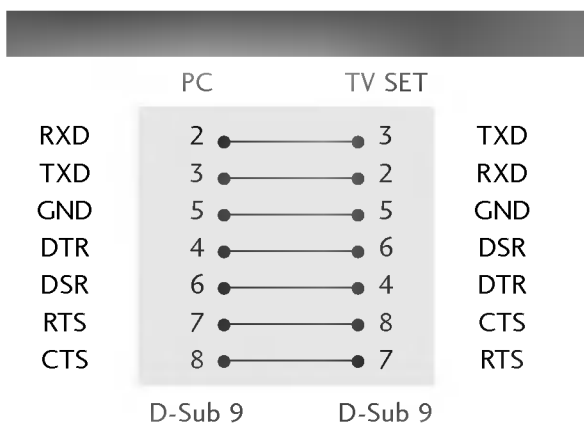 PC TV SET
RXD 2 3 TXD
TXD 3 2 RXD
GND 5 5 GND
DTR 4 6 DSR
DSR 6 4 DTR
RTS 7 8 CTS
CTS 8 7 RTS
D-Sub 9 D-Sub 9